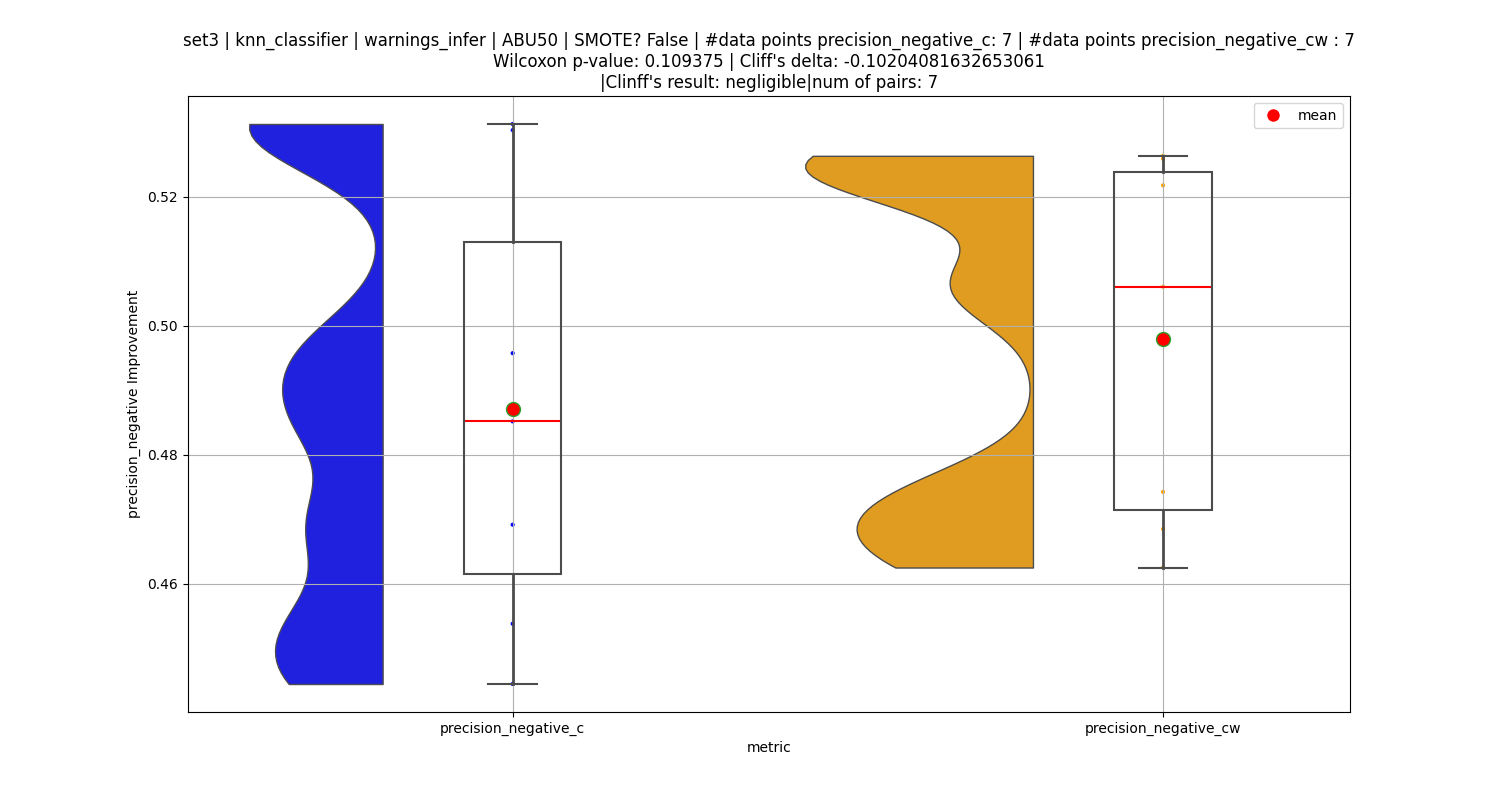 set3 | knn_classifier | warnings_infer | ABU50 | SMOTE? False | #data points precision_negative_c: 7 | #data points precision_negative_cw : 7
Wilcoxon p-value: 0.109375 | Cliff's delta: -0.10204081632653061
|Clinff's result: negligible|num of pairs: 7
mean
0.52
0.50
0.48
0.46
precision_negative Improvement
precision_negative_c
precision_negative_cw
metric